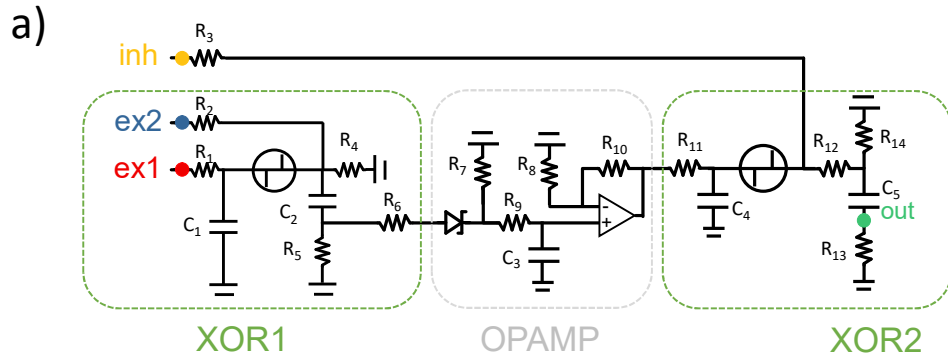 a)
inh
R3
ex2
R2
ex1
R1
R4
C1
C2
R5
R6
R7
R8
R9
R10
C3
-
+
R11
C4
R12
R14
C5
out
R13
XOR1
OPAMP
XOR2